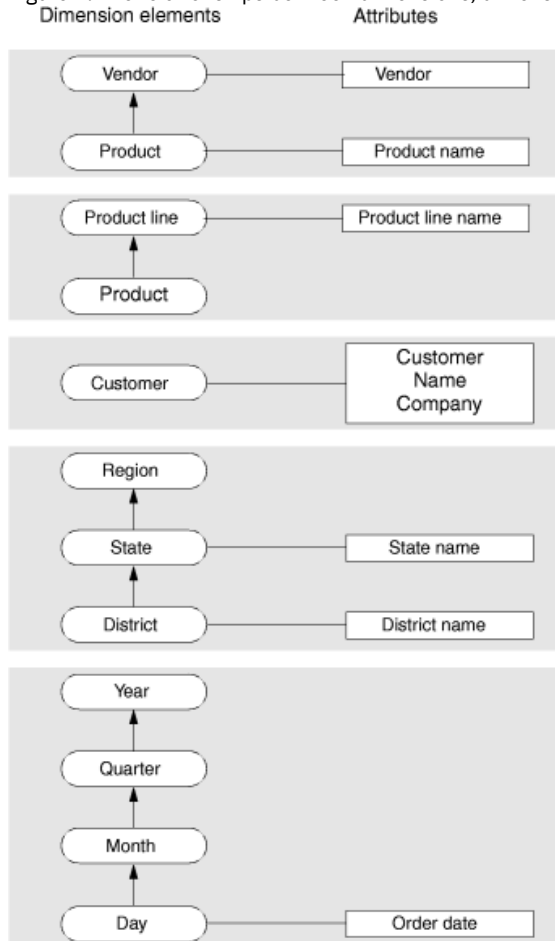 Dimension elements Attributes
Vendor Vendor
Product Product name
Product line Product line name
Product
Customer Customer
Name
Company
Region
State State name
District District name
Year
Quarter
Month
Day Order date